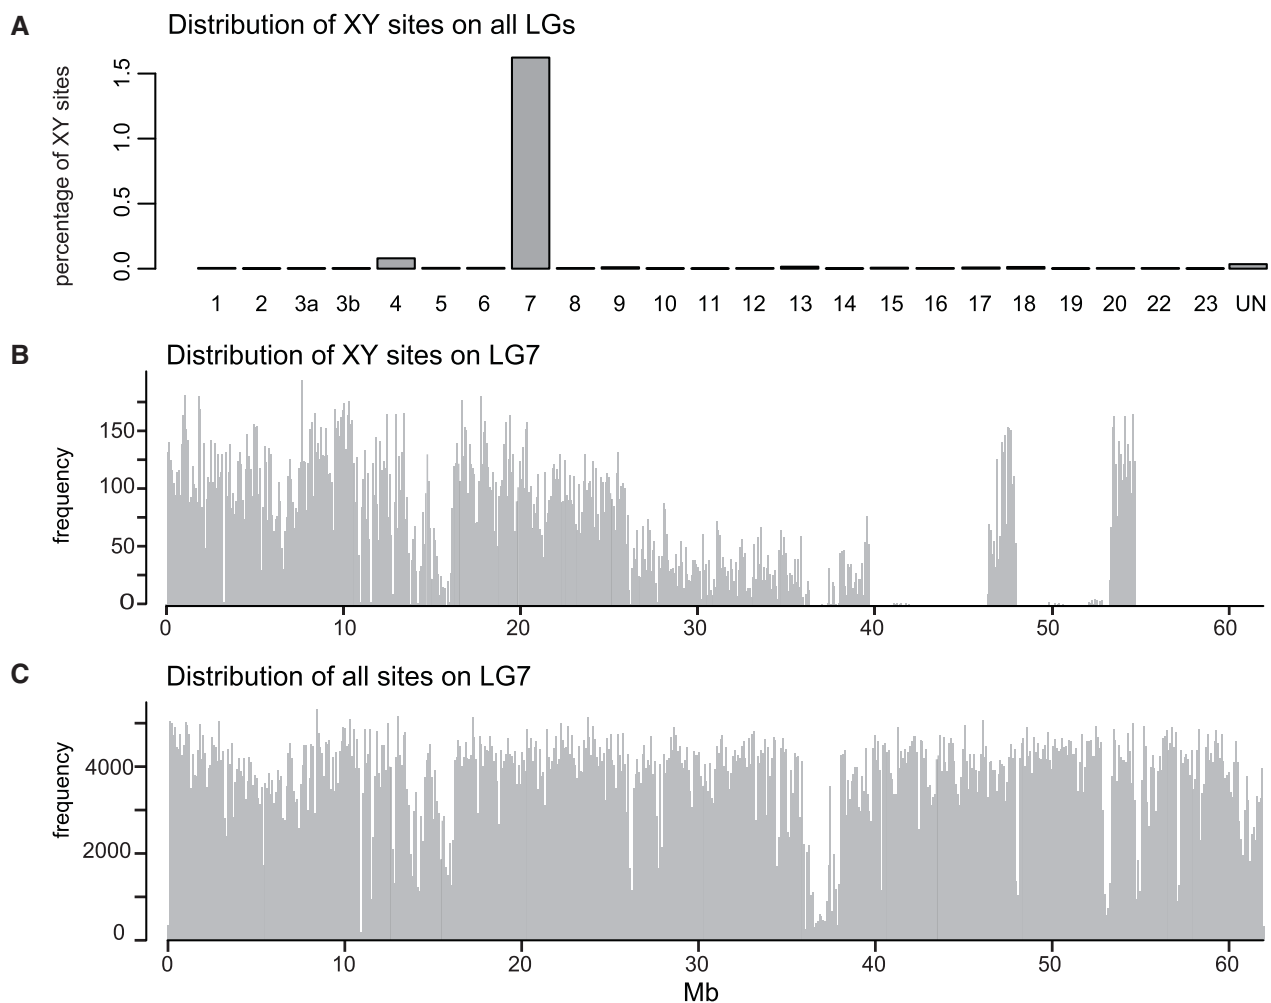 A
Distribution of XY sites on all LGs
percentage of XY sites
0.0 0.5 1.0 1.5
1 2 3a 3b 4 5 6 7 8 9 10 11 12 13 14 15 16 17 18 19 20 22 23 UN
B
Distribution of XY sites on LG7
frequency
150
100
50
0
0 10 20 30 40 50 60
C
Distribution of all sites on LG7
frequency
4000
2000
0
0 10 20 30 40 50 60
Mb